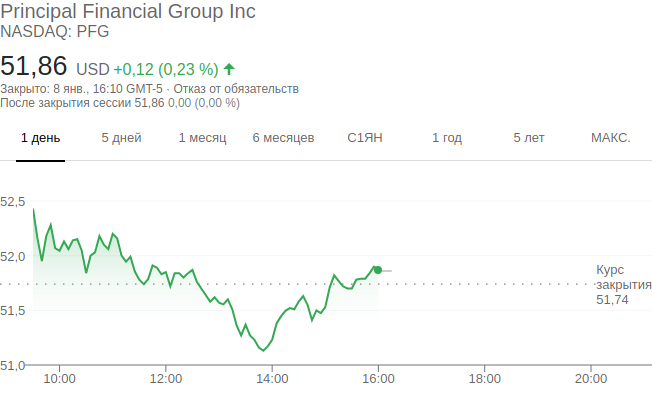 Principal Financial Group Inc
NASDAQ: PFG
51,86 USD +0,12 (0,23 %)
Закрыто: 8 янв., 16:10 GMT-5 · Отказ от обязательств
После закрытия сессии 51,86 0,00 (0,00 %)
1 день 5 дней 1 месяц 6 месяцев С1ЯН 1 год 5 лет МАКС.
52,5
52,0
Курс
закрытия
51,74
51,5
51,0
10:00 12:00 14:00 16:00 18:00 20:00